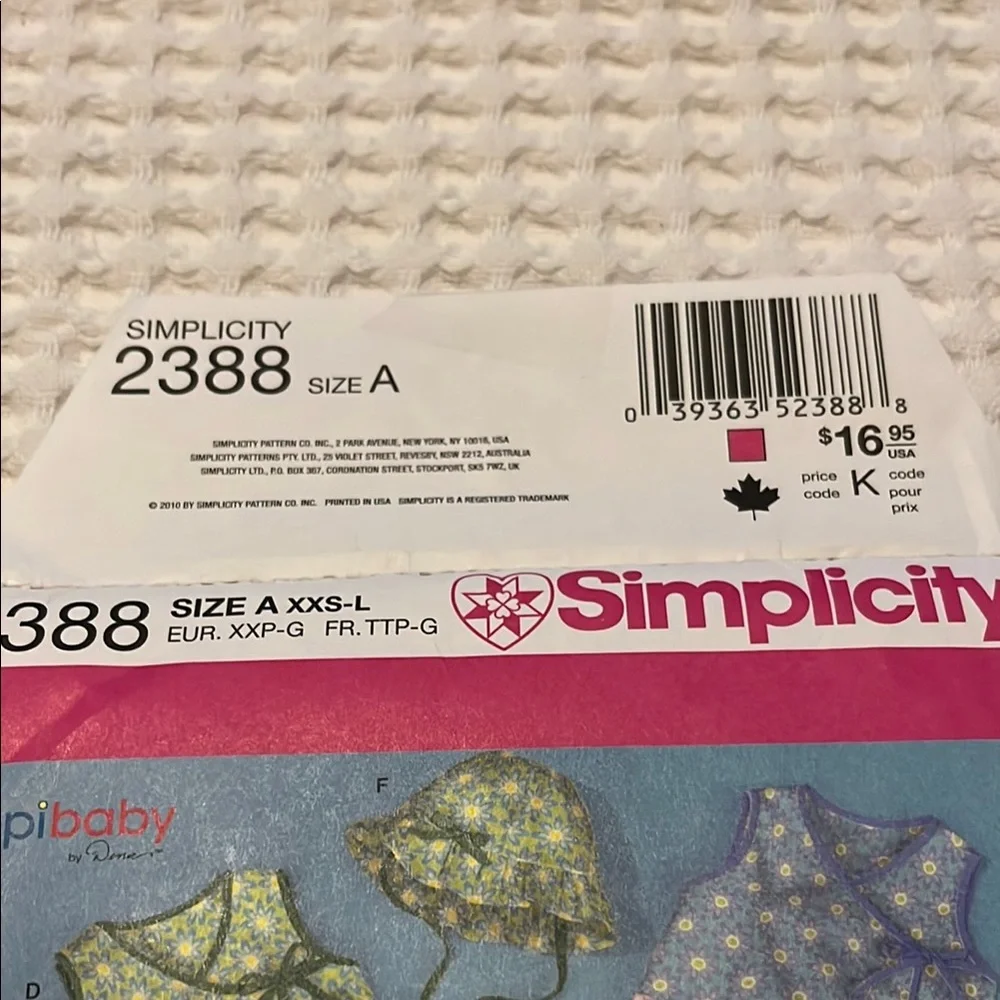 SIMPLICITY
2388 SIZE A
0 39363 52388 8
$16 95 USA
price code K code pour prix
SIMPLICITY PATTERN CO. INC., 2 PARK AVENUE, NEW YORK, NY 10016, USA
SIMPLICITY PATTERNS PTY. LTD., 25 VIOLET STREET, REVESBY, NSW 2212, AUSTRALIA
SIMPLICITY LTD., P.O. BOX 367, CORONATION STREET, STOCKPORT, SK5 7WZ, UK
© 2010 BY SIMPLICITY PATTERN CO. INC. PRINTED IN USA SIMPLICITY IS A REGISTERED TRADEMARK
388 SIZE A XXS-L
EUR. XXP-G FR. TTP-G
Simplicity
pibaby
by
F
D